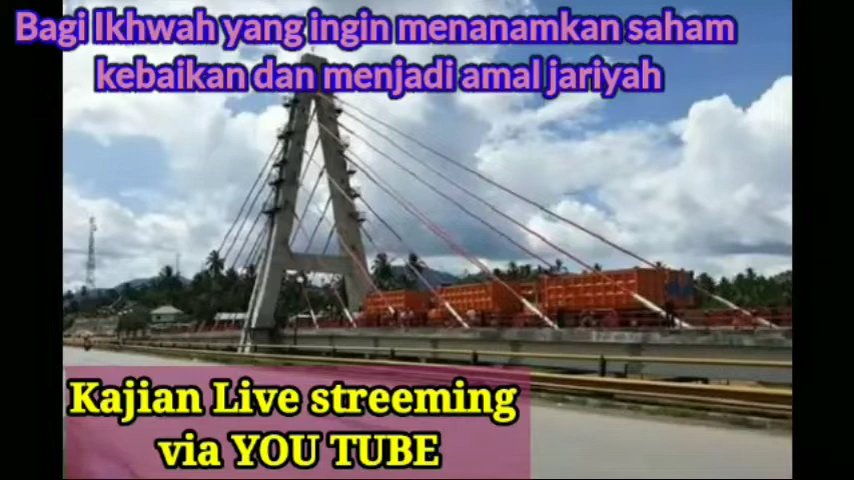 Bagi Ikhwah yang ingin menanamkan saham
kebaikan dan menjadi amal jariyah
Kajian Live streeming
via YOU TUBE